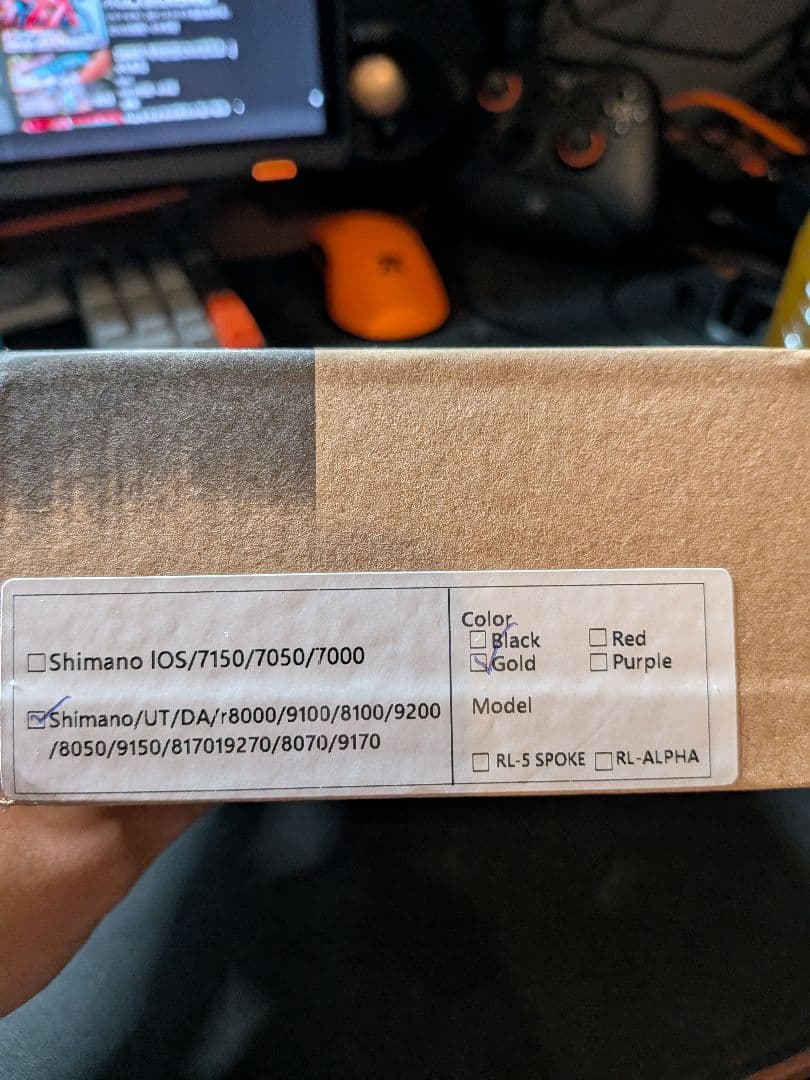 Shimano IOS/7150/7050/7000
Shimano/UT/DA/r8000/9100/8100/9200
/8050/9150/817019270/8070/9170
Color
Black
Red
Gold
Purple
Model
RL-5 SPOKE
RL-ALPHA